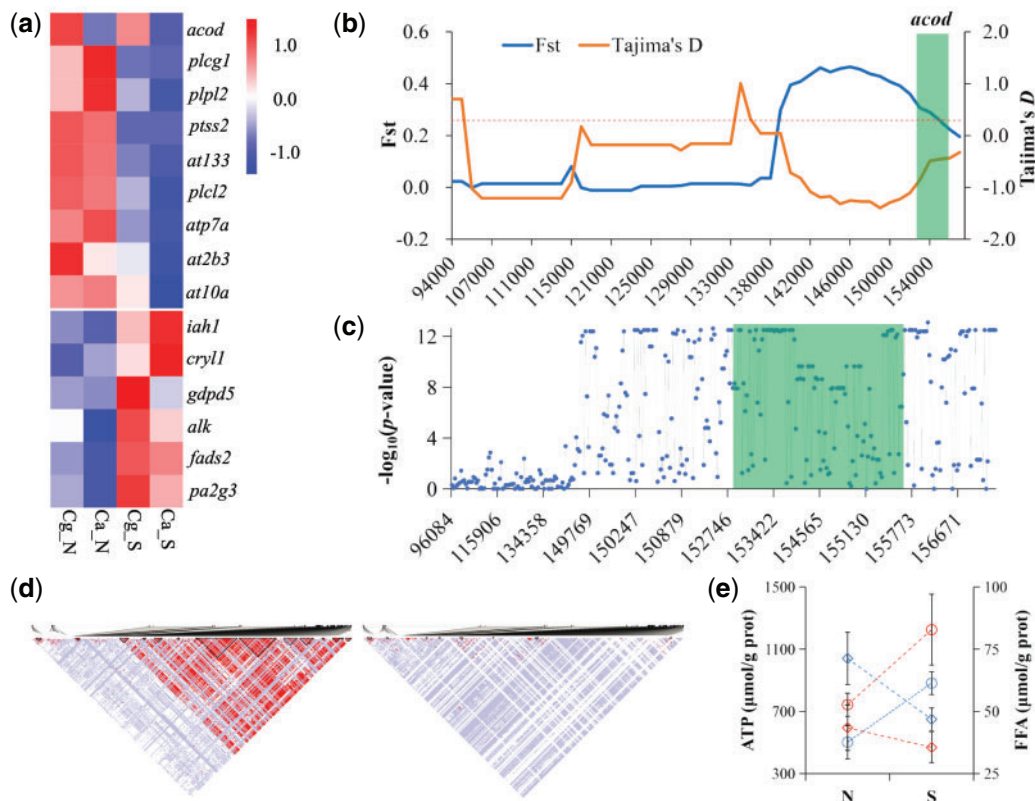 (a)
acod
plcg1
plpl2
ptss2
at133
plcl2
atp7a
at2b3
at10a
iah1
cryl1
gdpd5
alk
fads2
pa2g3
1.0
0.0
-1.0
Cg_N
Ca_N
Cg_S
Ca_S
(b)
acod
Fst
Tajima's D
0.6
0.4
0.2
0.0
-0.2
Fst
2.0
1.0
0.0
-1.0
-2.0
Tajima's D
94000
107000
111000
115000
121000
125000
129000
133000
138000
142000
146000
150000
154000
(c)
12
8
4
0
-log10(p-value)
96084
115906
134358
149769
150247
150879
152746
153422
154565
155130
155773
156671
(d)
(e)
1500
1100
700
300
ATP (μmol/g prot)
100
75
50
25
FFA (μmol/g prot)
N
S